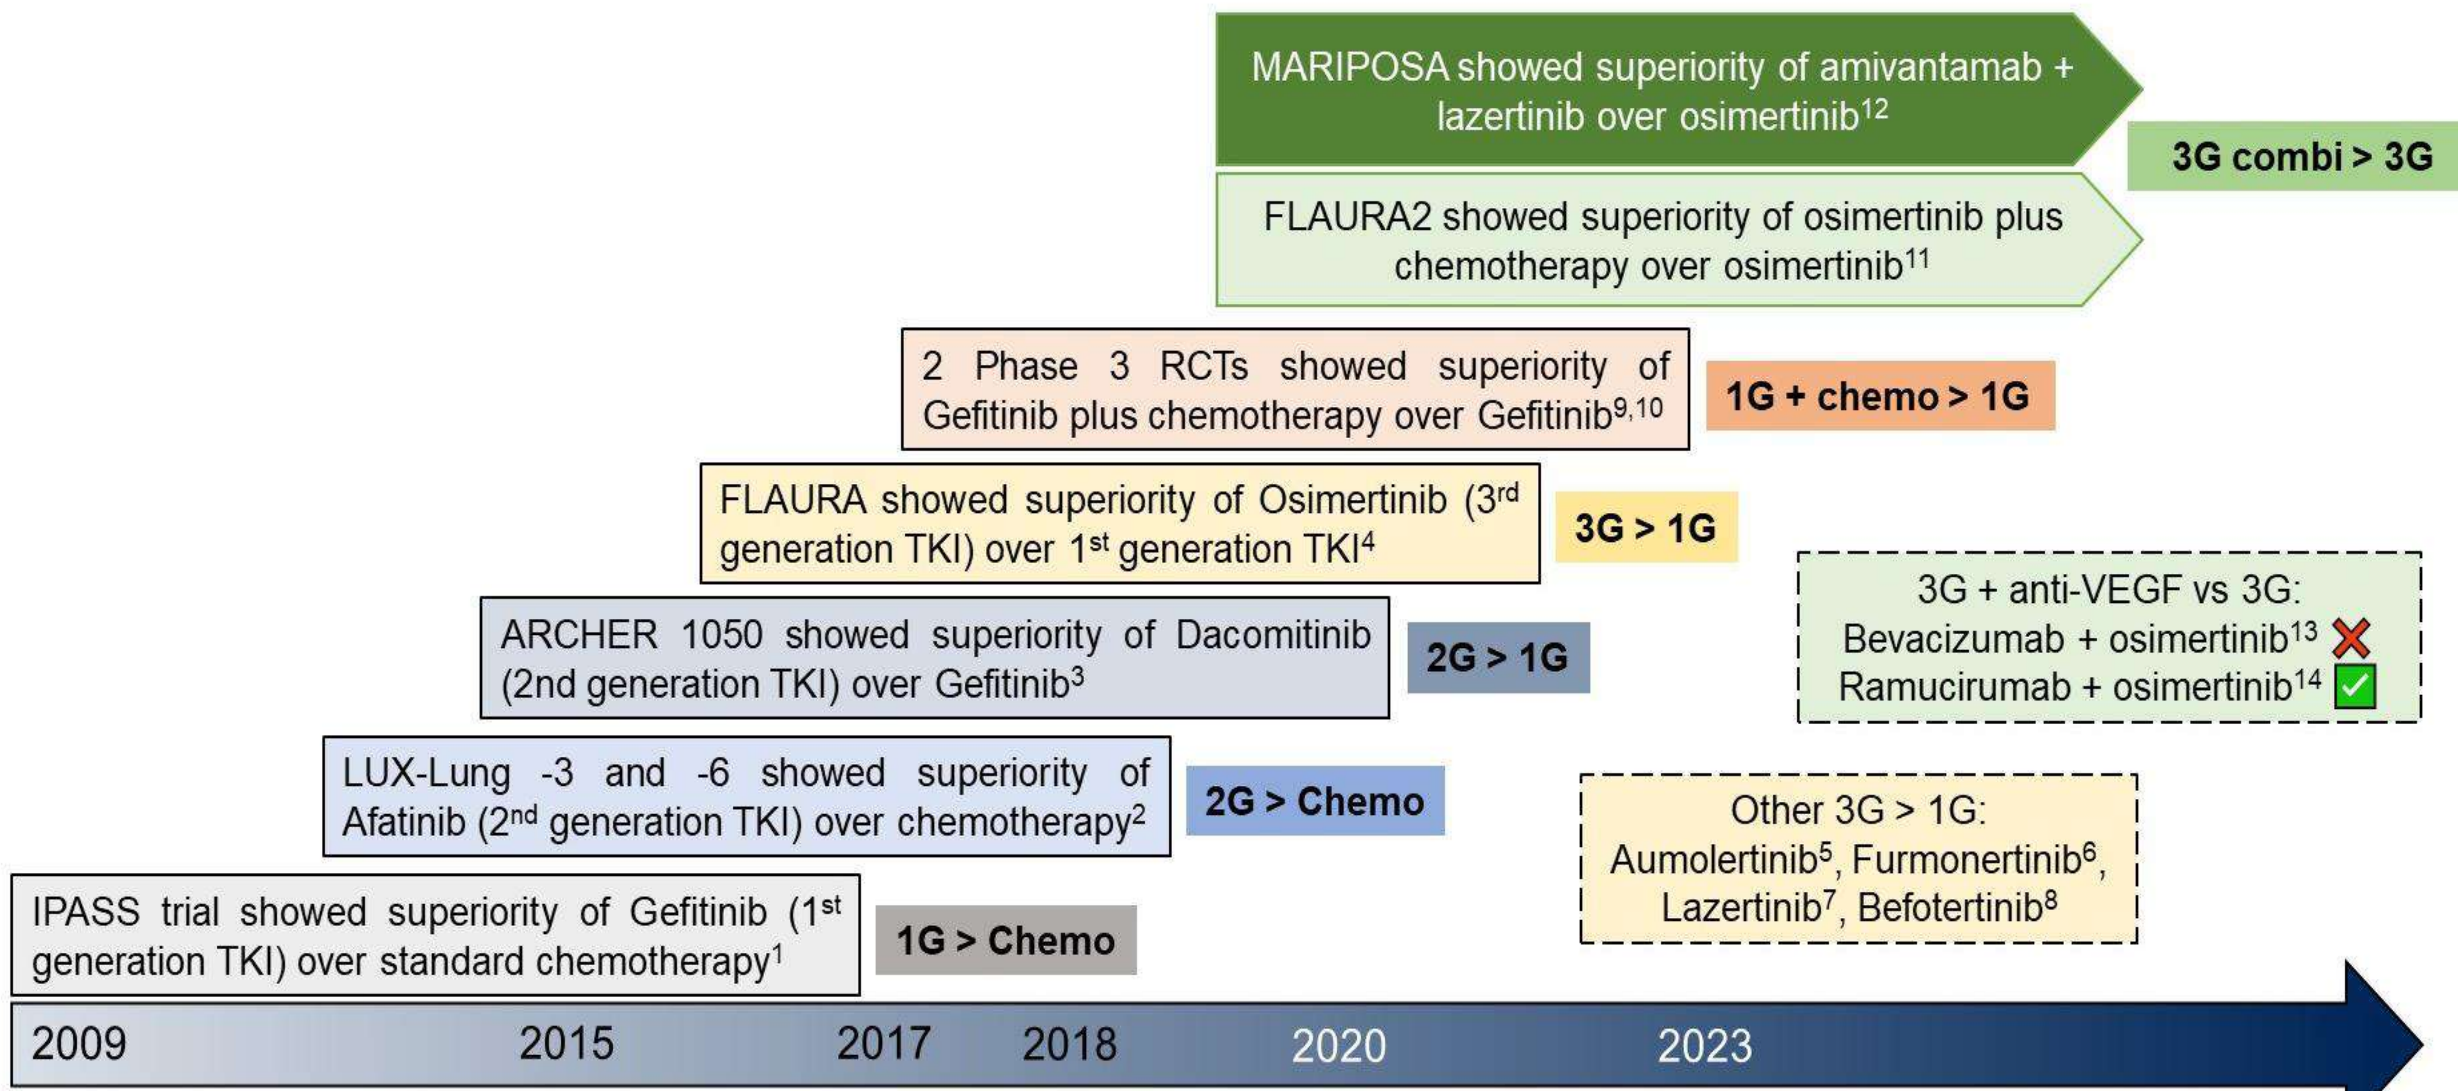 MARIPOSA showed superiority of amivantamab +
lazertinib over osimertinib¹²
3G combi > 3G
FLAURA2 showed superiority of osimertinib plus
chemotherapy over osimertinib¹¹
2 Phase 3 RCTs showed superiority of
Gefitinib plus chemotherapy over Gefitinib⁹,¹⁰
1G + chemo > 1G
FLAURA showed superiority of Osimertinib (3ʳᵈ
generation TKI) over 1ˢᵗ generation TKI⁴
3G > 1G
ARCHER 1050 showed superiority of Dacomitinib
(2nd generation TKI) over Gefitinib³
2G > 1G
3G + anti-VEGF vs 3G:
Bevacizumab + osimertinib¹³ ❌
Ramucirumab + osimertinib¹⁴ ✅
LUX-Lung -3 and -6 showed superiority of
Afatinib (2ⁿᵈ generation TKI) over chemotherapy²
2G > Chemo
Other 3G > 1G:
Aumolertinib⁵, Furmonertinib⁶,
Lazertinib⁷, Befotertinib⁸
IPASS trial showed superiority of Gefitinib (1ˢᵗ
generation TKI) over standard chemotherapy¹
1G > Chemo
2009 2015 2017 2018 2020 2023